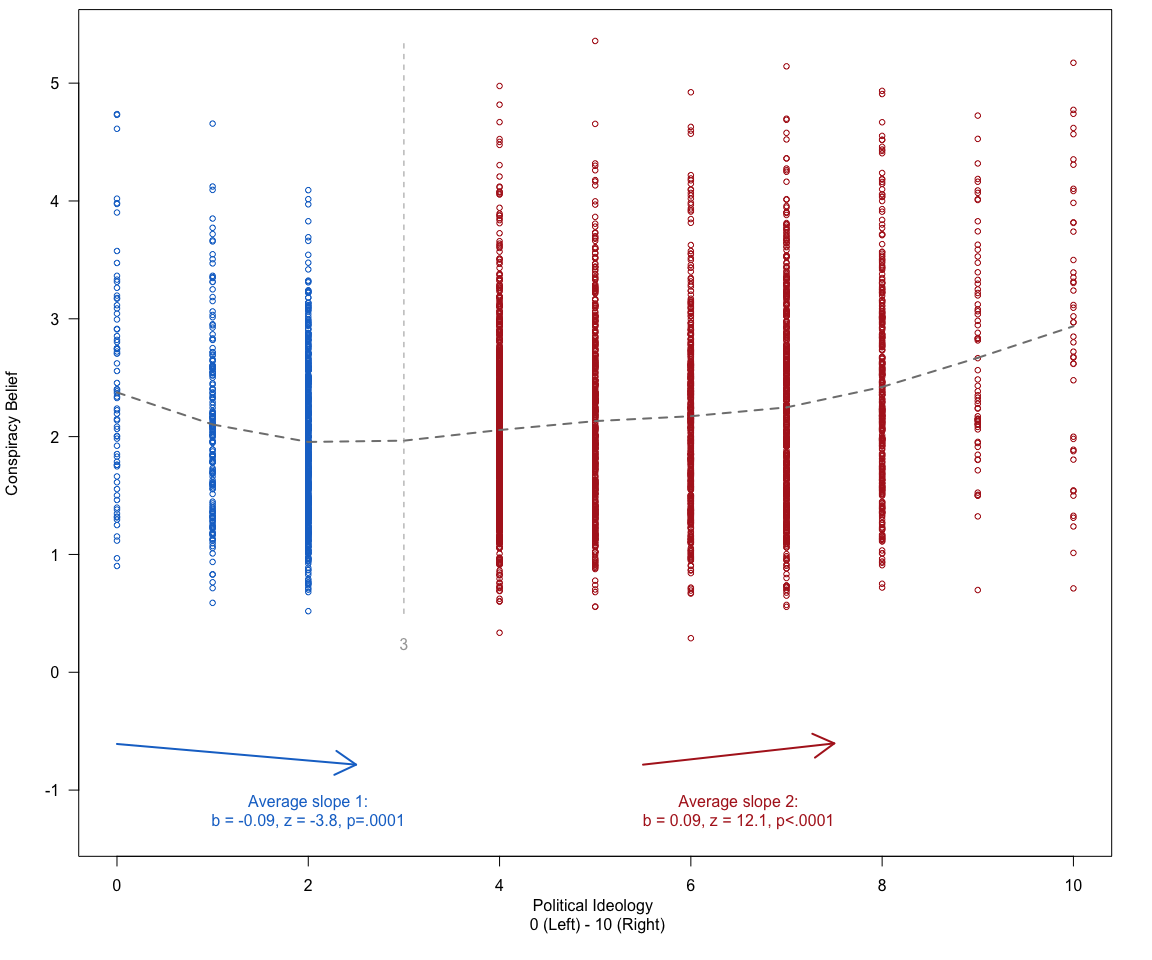 5
4
3
2
1
0
-1
Conspiracy Belief
3
Average slope 1:
b = -0.09, z = -3.8, p=.0001
Average slope 2:
b = 0.09, z = 12.1, p<.0001
0 2 4 6 8 10
Political Ideology
0 (Left) - 10 (Right)